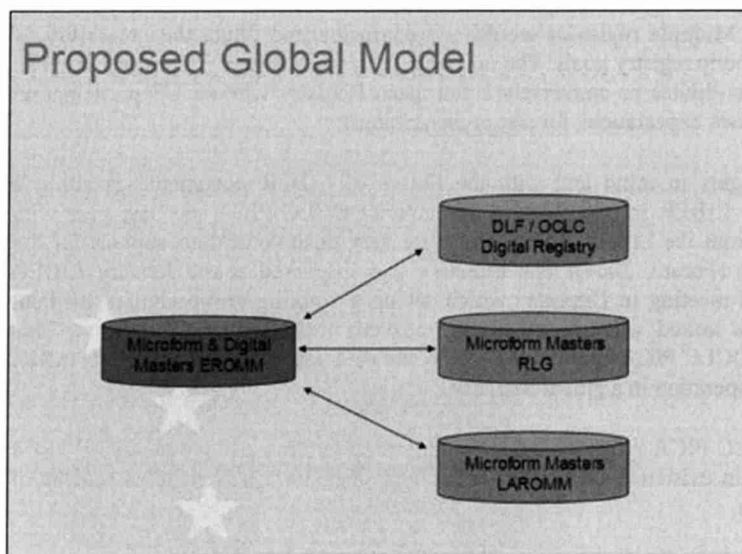 Proposed Global Model
DLF / OCLC
Digital Registry
Microform & Digital
Masters EROMM
Microform Masters
RLG
Microform Masters
LAROMM